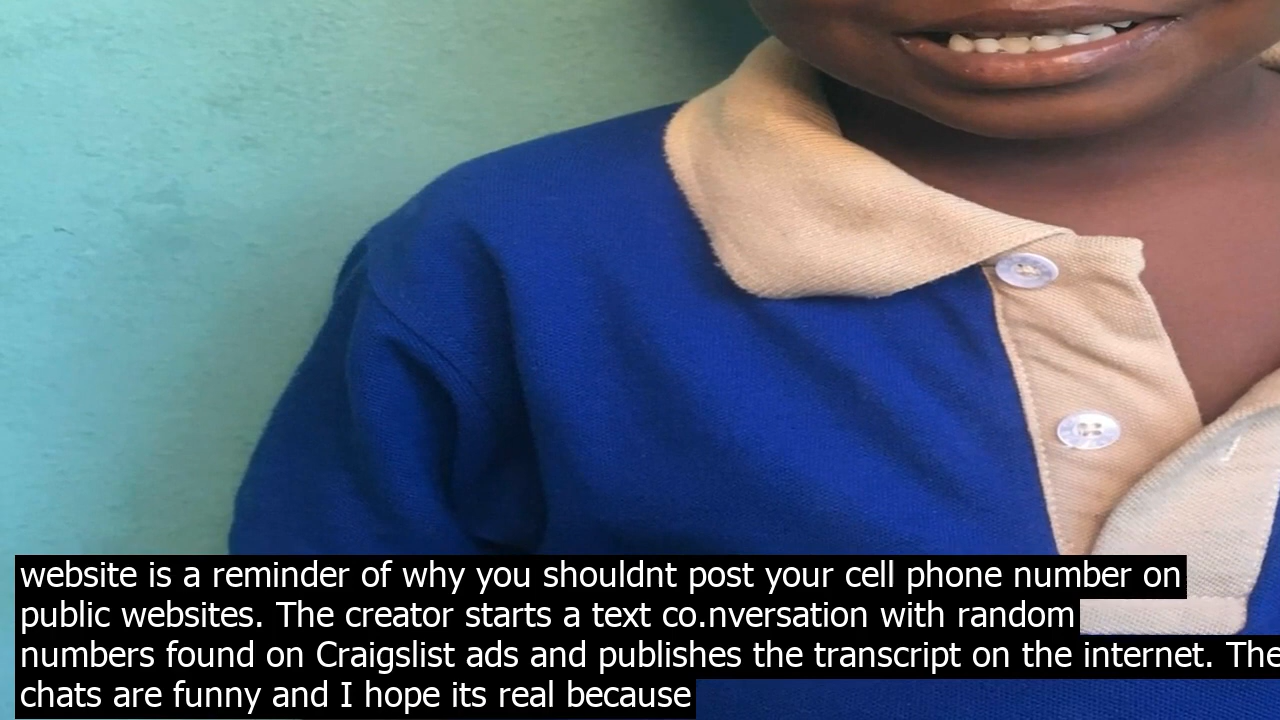 website is a reminder of why you shouldnt post your cell phone number on
public websites. The creator starts a text co.nversation with random
numbers found on Craigslist ads and publishes the transcript on the internet. The
chats are funny and I hope its real because